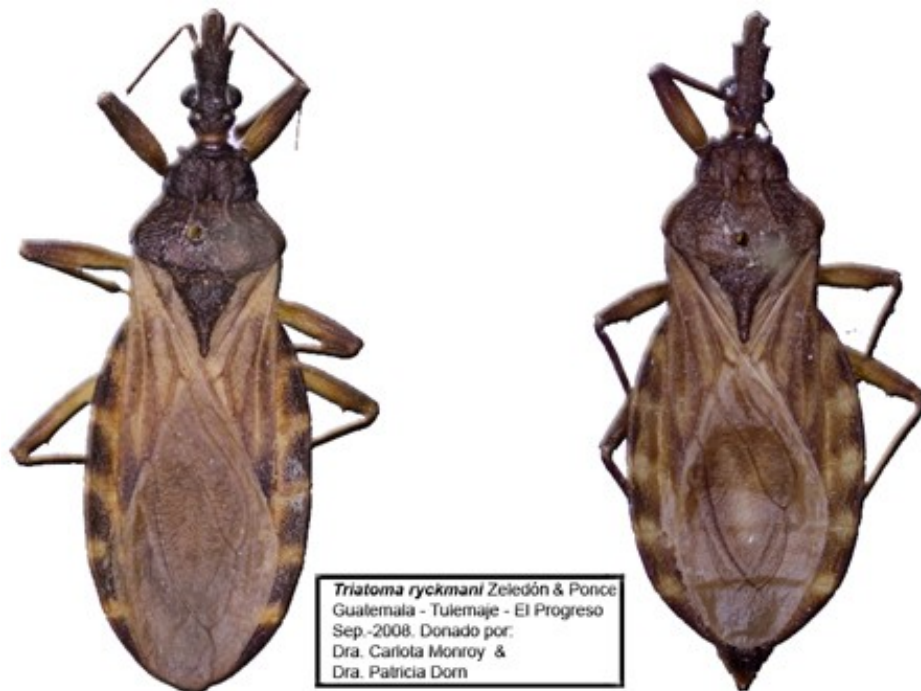 Triatoma ryckmani Zeledón & Ponce
Guatemala - Tulemaje - El Progreso
Sep.-2008. Donado por:
Dra. Carlota Monroy &
Dra. Patricia Dorn